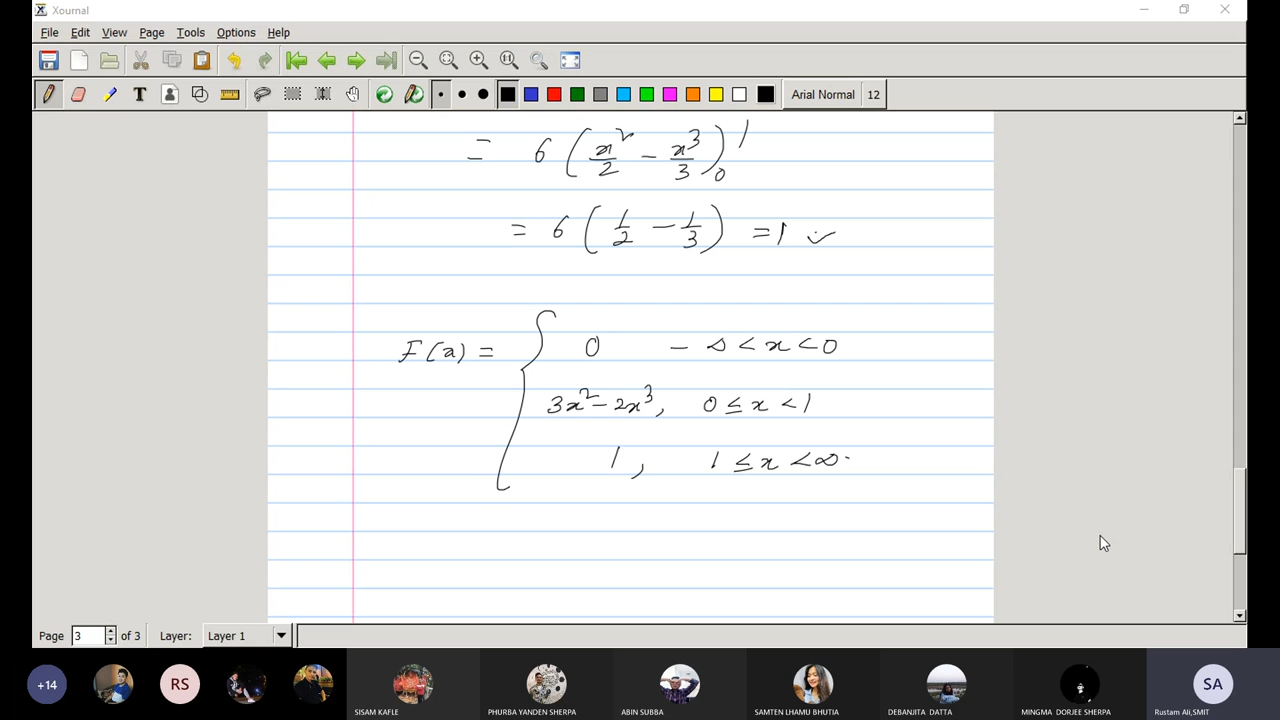 Xournal
File Edit View Page Tools Options Help
Arial Normal 12
= 6 ( x²/2 − x³/3 )₀¹
= 6 ( 1/2 − 1/3 ) = 1 ✓
F(x) = { 0 −∞ < x < 0
3x² − 2x³, 0 ≤ x < 1
1, 1 ≤ x < ∞.
Page 3 of 3 Layer: Layer 1
+14 RS SA
SISAM KAFLE PHURBA YANDEN SHERPA ABIN SUBBA SAMTEN LHAMU BHUTIA DEBANJITA DATTA MINGMA DORJEE SHERPA Rustam Ali,SMIT